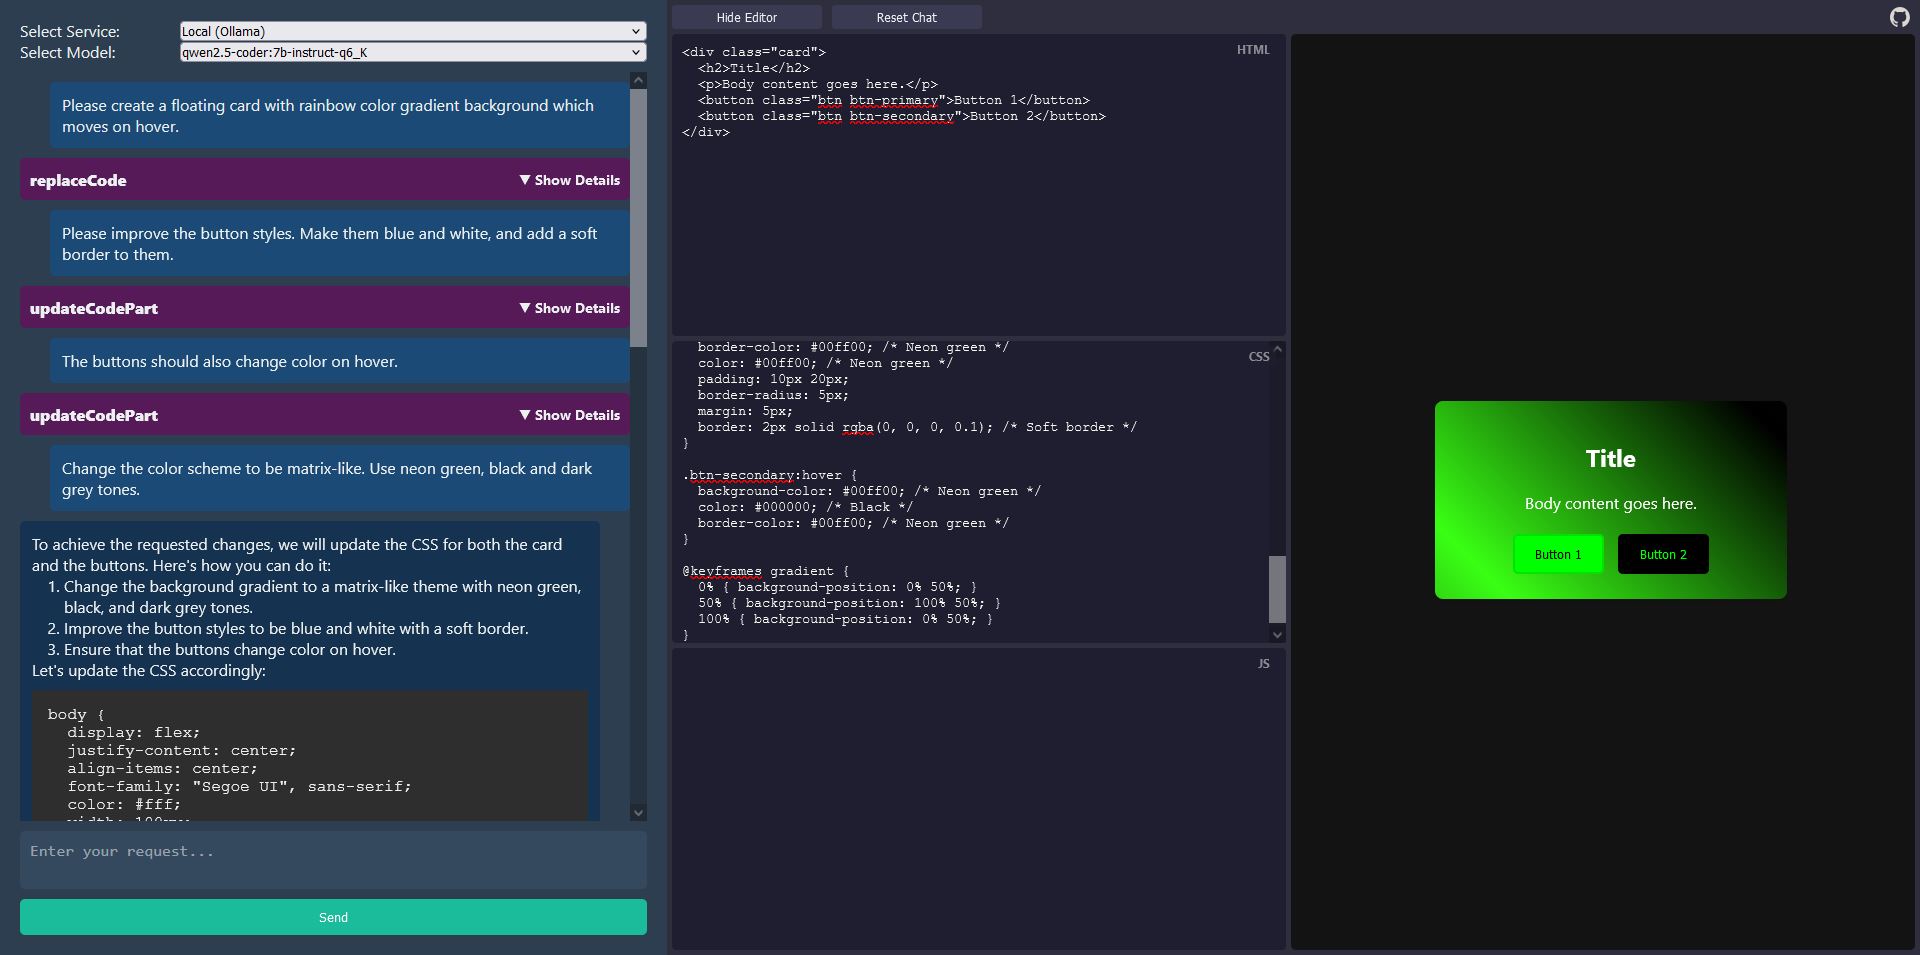 Select Service:
Local (Ollama)
Select Model:
qwen2.5-coder:7b-instruct-q6_K
Please create a floating card with rainbow color gradient background which
moves on hover.
replaceCode
▼ Show Details
Please improve the button styles. Make them blue and white, and add a soft
border to them.
updateCodePart
▼ Show Details
The buttons should also change color on hover.
updateCodePart
▼ Show Details
Change the color scheme to be matrix-like. Use neon green, black and dark
grey tones.
To achieve the requested changes, we will update the CSS for both the card
and the buttons. Here's how you can do it:
1. Change the background gradient to a matrix-like theme with neon green,
black, and dark grey tones.
2. Improve the button styles to be blue and white with a soft border.
3. Ensure that the buttons change color on hover.
Let's update the CSS accordingly:
body {
  display: flex;
  justify-content: center;
  align-items: center;
  font-family: "Segoe UI", sans-serif;
  color: #fff;
Enter your request...
Send
Hide Editor
Reset Chat
HTML
<div class="card">
  <h2>Title</h2>
  <p>Body content goes here.</p>
  <button class="btn btn-primary">Button 1</button>
  <button class="btn btn-secondary">Button 2</button>
</div>
CSS
  border-color: #00ff00; /* Neon green */
  color: #00ff00; /* Neon green */
  padding: 10px 20px;
  border-radius: 5px;
  margin: 5px;
  border: 2px solid rgba(0, 0, 0, 0.1); /* Soft border */
}
.btn-secondary:hover {
  background-color: #00ff00; /* Neon green */
  color: #000000; /* Black */
  border-color: #00ff00; /* Neon green */
}
@keyframes gradient {
  0% { background-position: 0% 50%; }
  50% { background-position: 100% 50%; }
  100% { background-position: 0% 50%; }
}
JS
Title
Body content goes here.
Button 1
Button 2